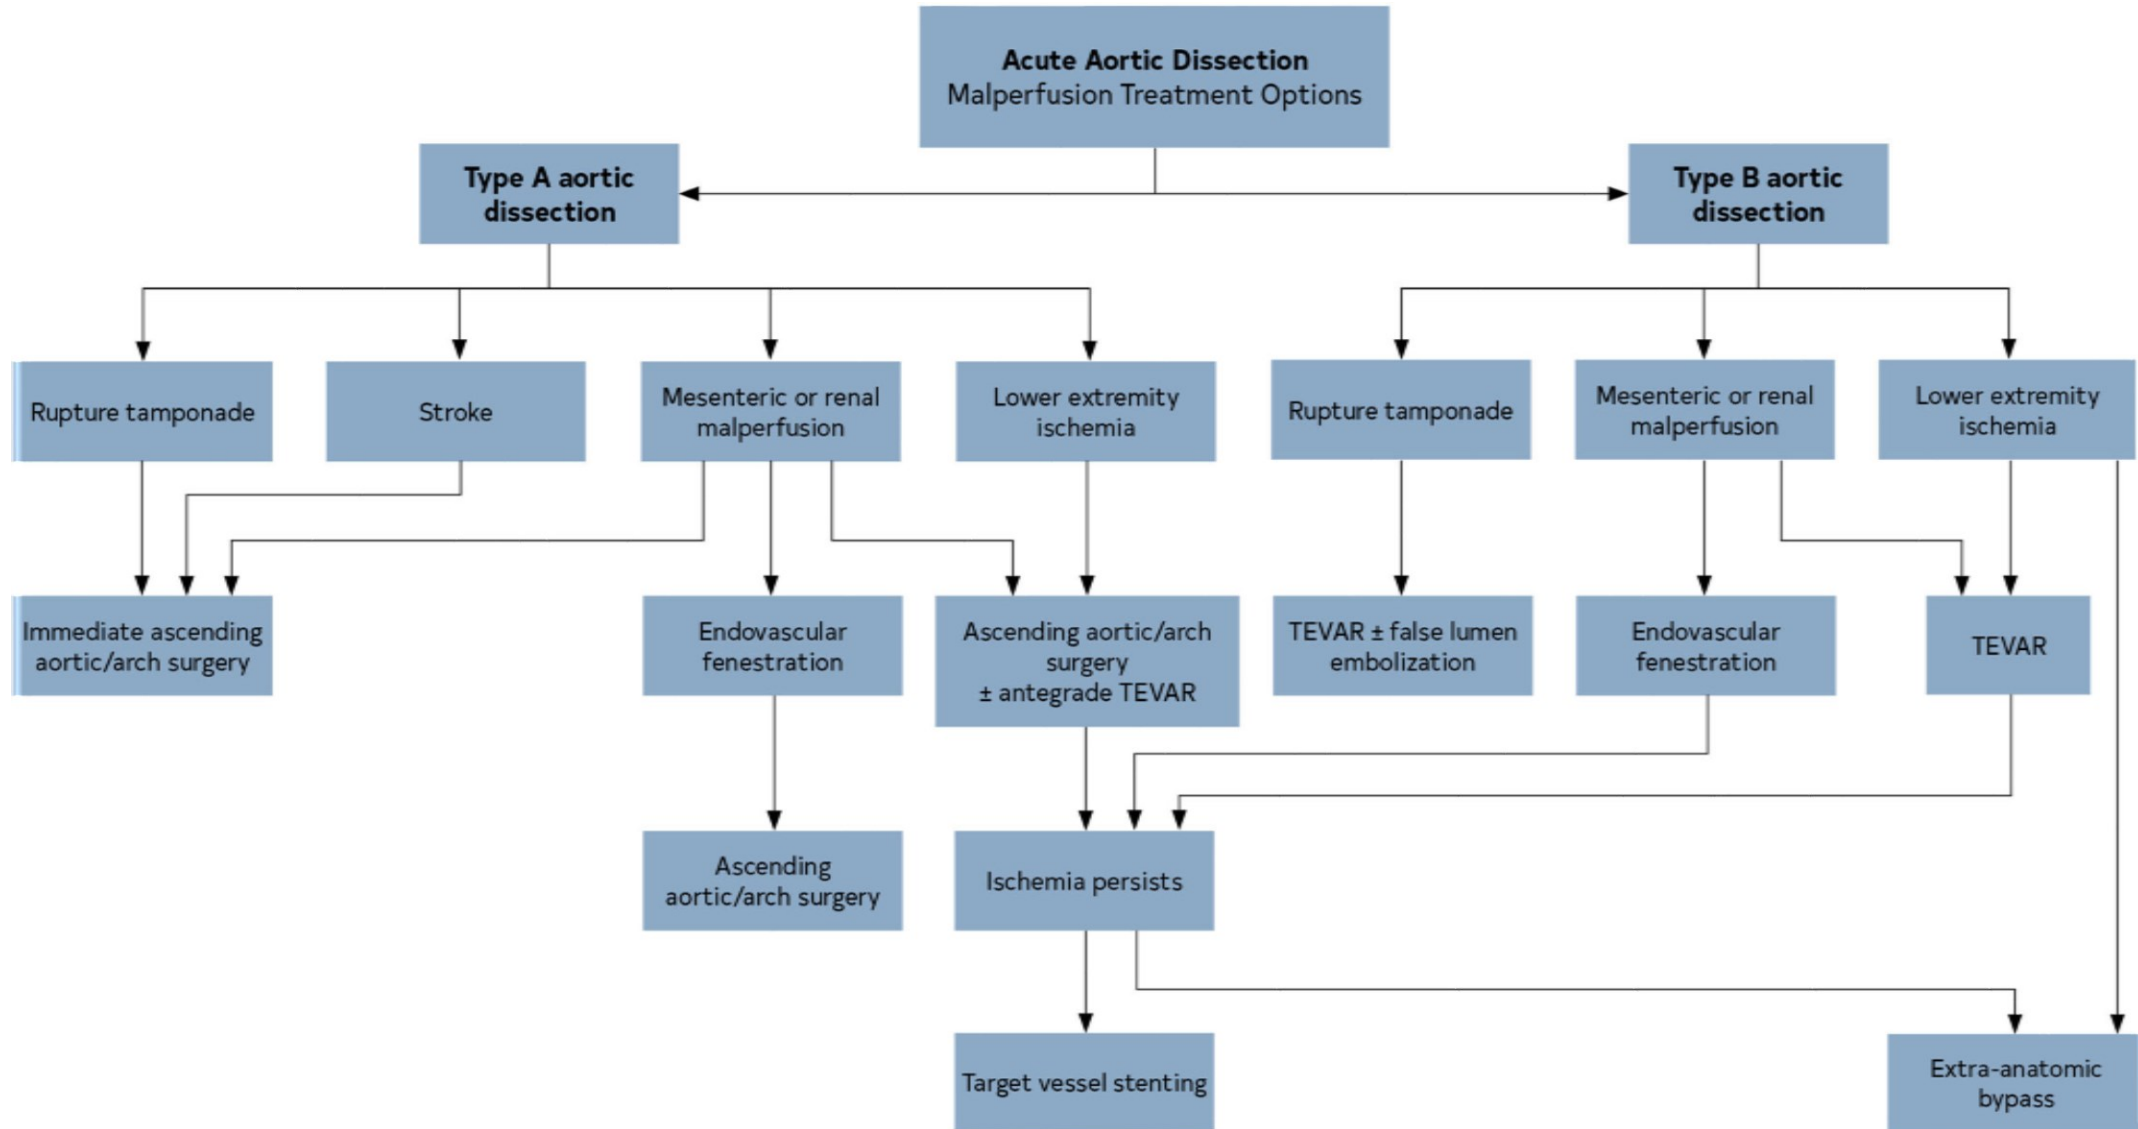 Acute Aortic Dissection
Malperfusion Treatment Options
Type A aortic
dissection
Type B aortic
dissection
Rupture tamponade
Stroke
Mesenteric or renal
malperfusion
Lower extremity
ischemia
Rupture tamponade
Mesenteric or renal
malperfusion
Lower extremity
ischemia
Immediate ascending
aortic/arch surgery
Endovascular
fenestration
Ascending aortic/arch
surgery
± antegrade TEVAR
TEVAR ± false lumen
embolization
Endovascular
fenestration
TEVAR
Ascending
aortic/arch surgery
Ischemia persists
Target vessel stenting
Extra-anatomic
bypass